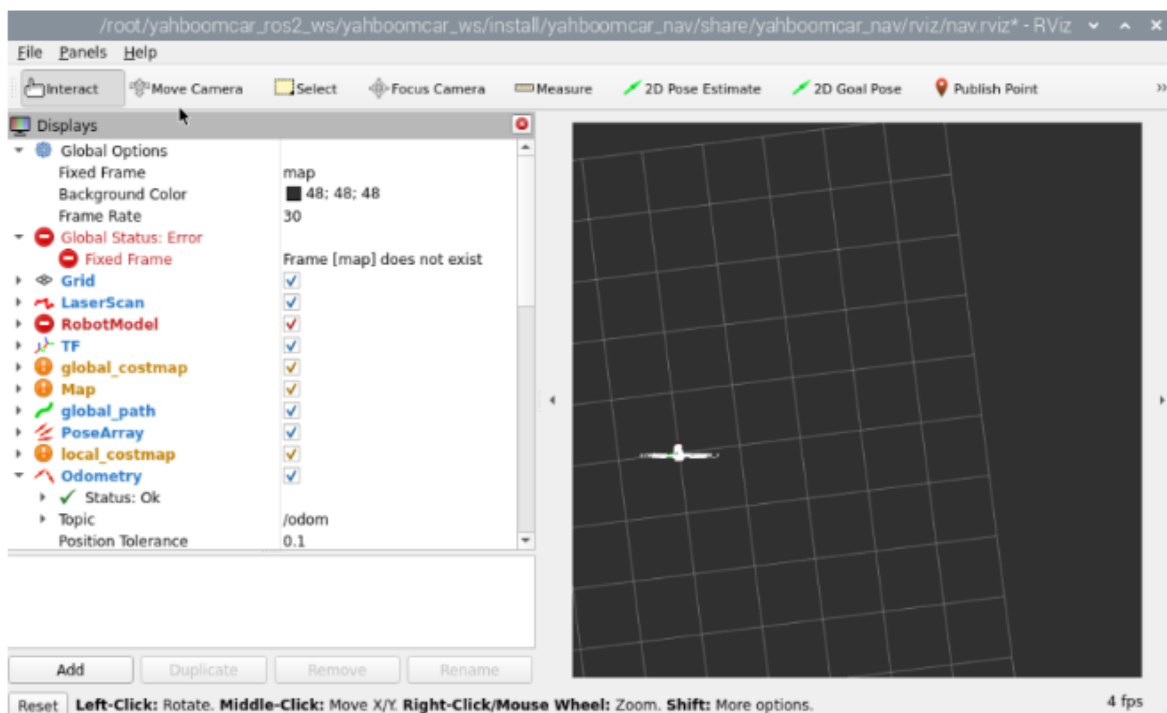 /root/yahboomcar_ros2_ws/yahboomcar_ws/install/yahboomcar_nav/share/yahboomcar_nav/rviz/nav.rviz* - RViz
File Panels Help
Interact Move Camera Select Focus Camera Measure 2D Pose Estimate 2D Goal Pose Publish Point »
Displays
Global Options
Fixed Frame map
Background Color 48; 48; 48
Frame Rate 30
Global Status: Error
Fixed Frame Frame [map] does not exist
Grid
LaserScan
RobotModel
TF
global_costmap
Map
global_path
PoseArray
local_costmap
Odometry
Status: Ok
Topic /odom
Position Tolerance 0.1
Add Duplicate Remove Rename
Reset Left-Click: Rotate. Middle-Click: Move X/Y. Right-Click/Mouse Wheel: Zoom. Shift: More options. 4 fps